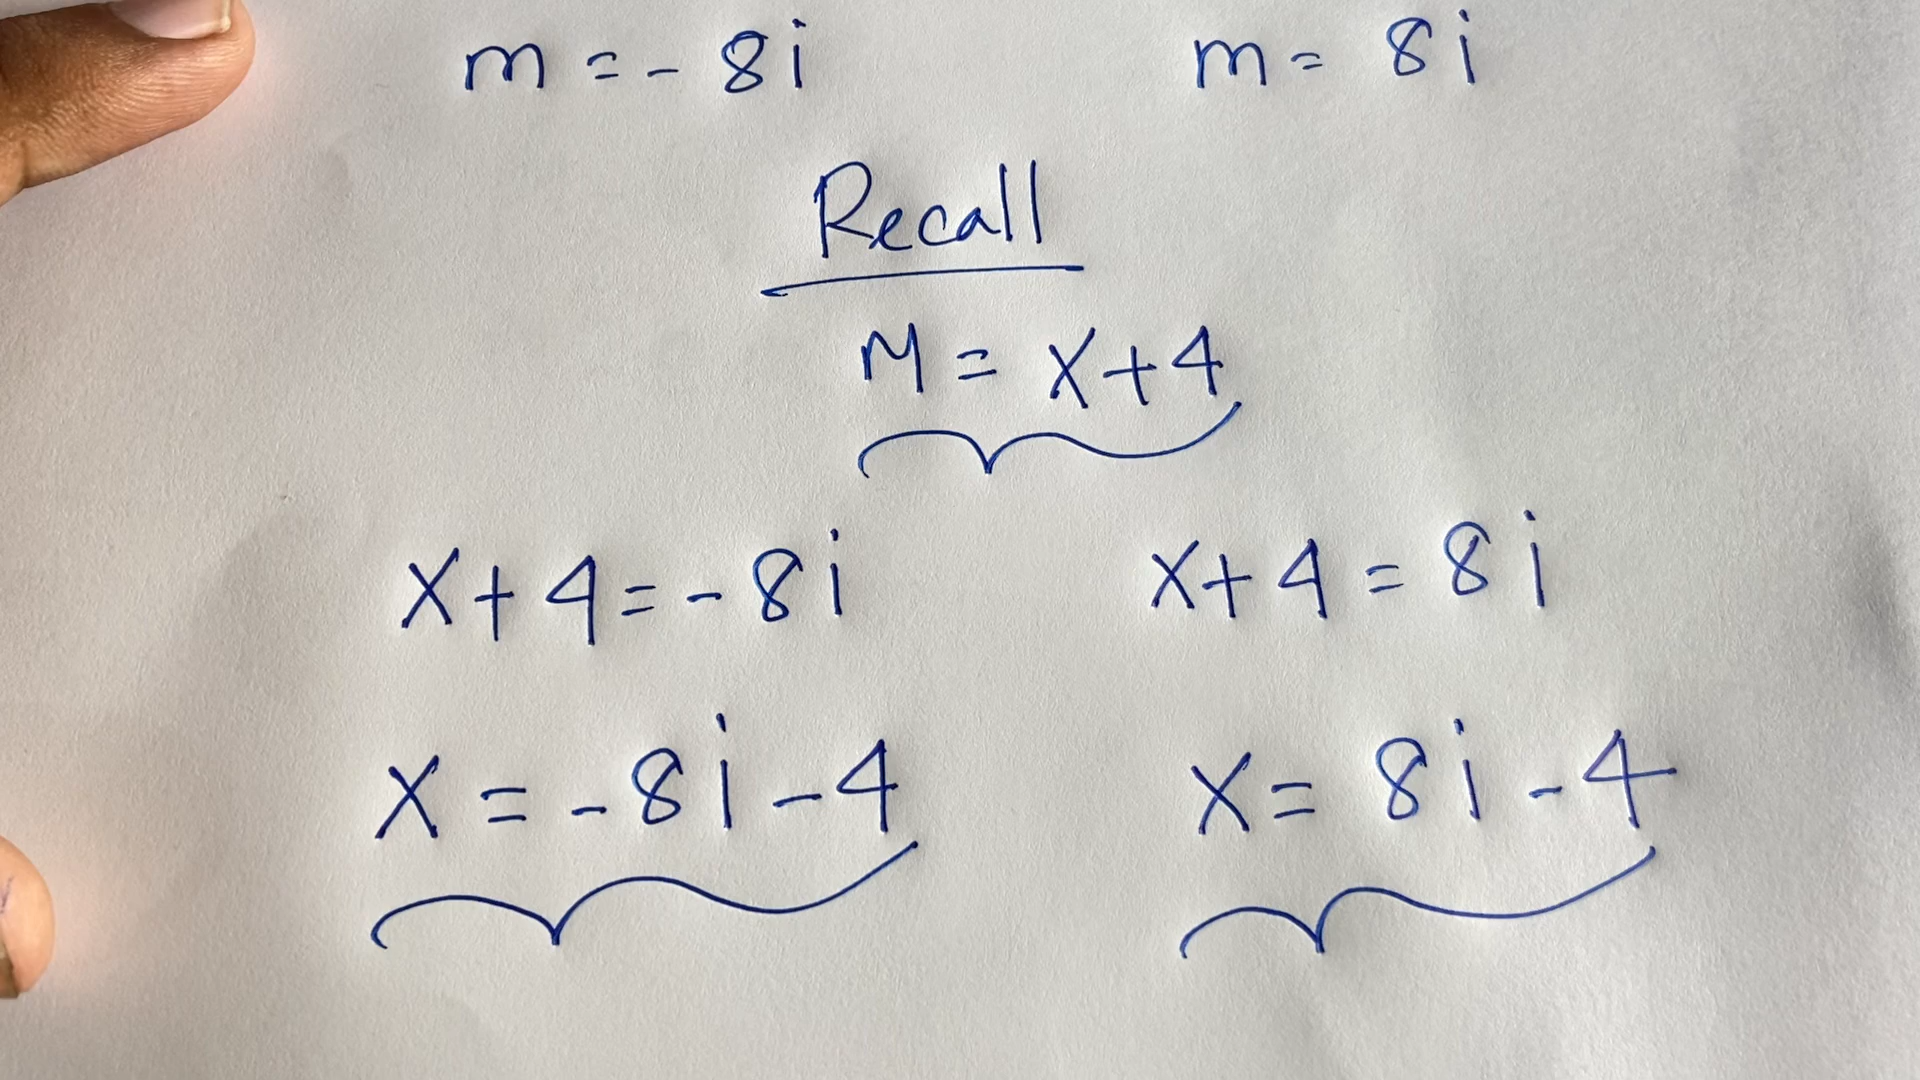 m = - 8i m = 8i
Recall
M = x+4
x+4=-8i x+4=8i
x=-8i-4 x=8i-4